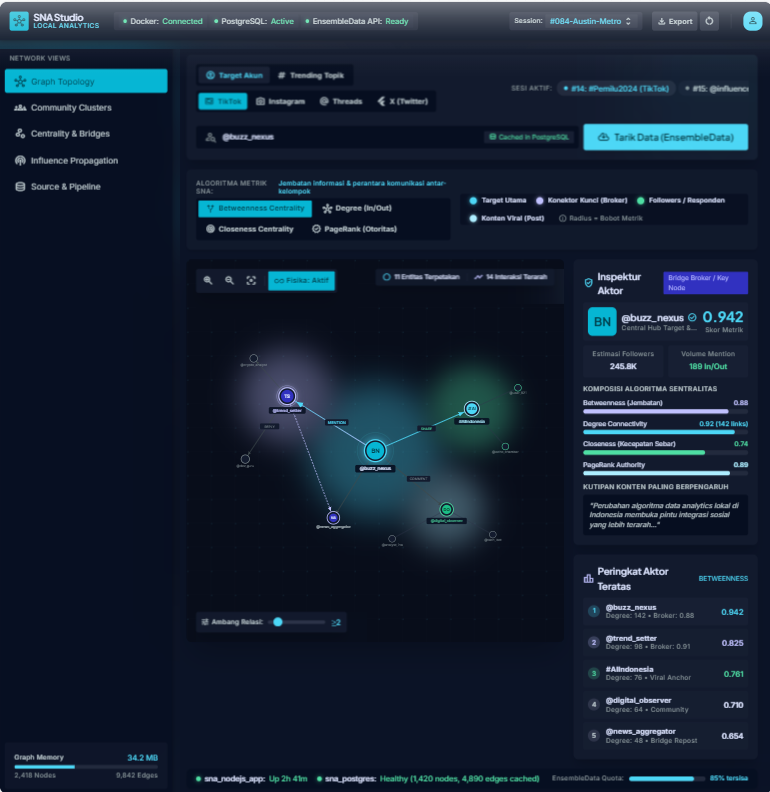 SNA Studio
LOCAL ANALYTICS
Docker: Connected
PostgreSQL: Active
EnsembleData API: Ready
Session: #084-Austin-Metro
Export
NETWORK VIEWS
Graph Topology
Community Clusters
Centrality & Bridges
Influence Propagation
Source & Pipeline
Graph Memory 34.2 MB
2,418 Nodes 9,842 Edges
Target Akun
# Trending Topik
TikTok
Instagram
Threads
X (Twitter)
SESI AKTIF:
#14: #Pemilu2024 (TikTok)
#15: @influenc
@buzz_nexus
Cached in PostgreSQL
Tarik Data (EnsembleData)
ALGORITMA METRIK SNA:
Jembatan informasi & perantara komunikasi antar-
kelompok
Betweenness Centrality
Degree (In/Out)
Closeness Centrality
PageRank (Otoritas)
Target Utama
Konektor Kunci (Broker)
Followers / Responden
Konten Viral (Post)
Radius = Bobot Metrik
Fisika: Aktif
11 Entitas Terpetakan
14 Interaksi Terarah
TS
@trend_setter
MENTION
SHARE
#AI
#AIIndonesia
BN
@buzz_nexus
@news_aggregator
@digital_observer
Ambang Relasi:
≥2
Inspektur
Aktor
Bridge Broker / Key
Node
BN
@buzz_nexus
Central Hub Target &...
0.942
Skor Metrik
Estimasi Followers
245.8K
Volume Mention
189 In/Out
KOMPOSISI ALGORITMA SENTRALITAS
Betweenness (Jembatan) 0.88
Degree Connectivity 0.92 (142 links)
Closeness (Kecepatan Sebar) 0.74
PageRank Authority 0.89
KUTIPAN KONTEN PALING BERPENGARUH
"Perubahan algoritma data analytics lokal di
Indonesia membuka pintu integrasi sosial
yang lebih terarah..."
Peringkat Aktor
Teratas
BETWEENNESS
1 @buzz_nexus 0.942
Degree: 142 • Broker: 0.88
2 @trend_setter 0.825
Degree: 98 • Broker: 0.91
3 #AIIndonesia 0.761
Degree: 76 • Viral Anchor
4 @digital_observer 0.710
Degree: 64 • Community
5 @news_aggregator 0.654
Degree: 48 • Bridge Repost
sna_nodejs_app: Up 2h 41m
sna_postgres: Healthy (1,420 nodes, 4,890 edges cached)
EnsembleData Quota: 85% tersisa